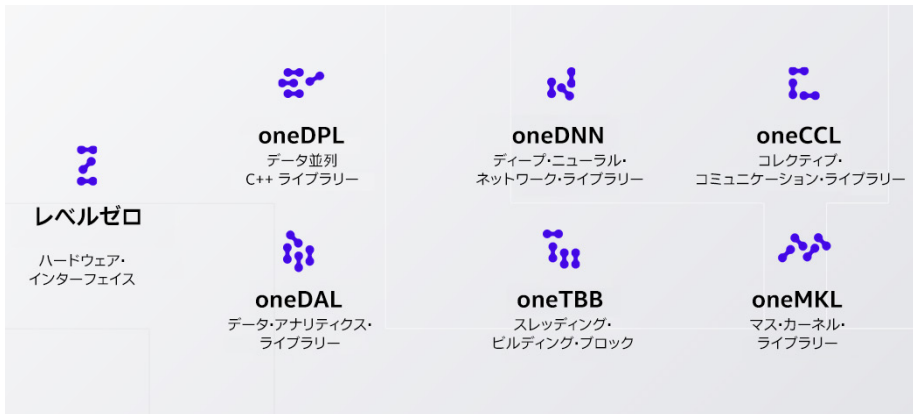 レベルゼロ
ハードウェア・
インターフェイス
oneDPL
データ並列
C++ ライブラリー
oneDNN
ディープ・ニューラル・
ネットワーク・ライブラリー
oneCCL
コレクティブ・
コミュニケーション・ライブラリー
oneDAL
データ・アナリティクス・
ライブラリー
oneTBB
スレッディング・
ビルディング・ブロック
oneMKL
マス・カーネル・
ライブラリー